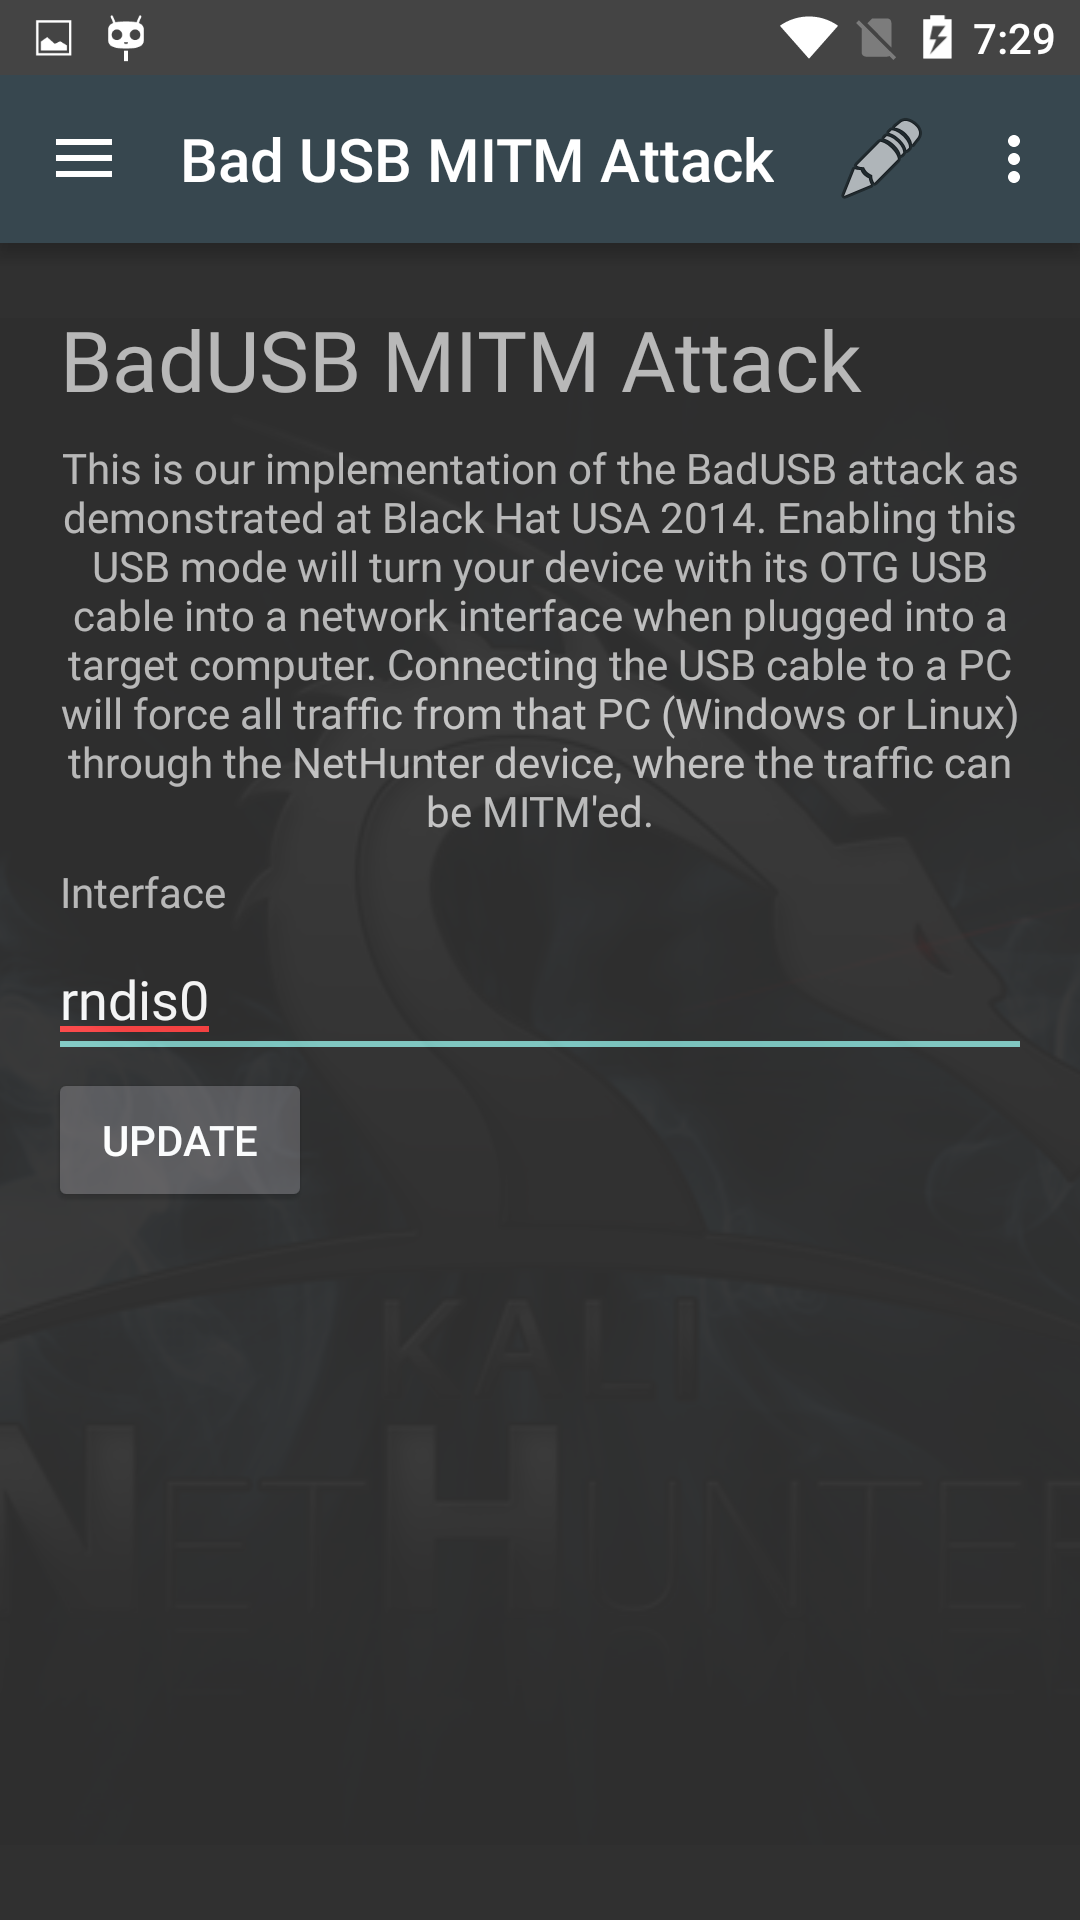 7:29
Bad USB MITM Attack
BadUSB MITM Attack
This is our implementation of the BadUSB attack as
demonstrated at Black Hat USA 2014. Enabling this
USB mode will turn your device with its OTG USB
cable into a network interface when plugged into a
target computer. Connecting the USB cable to a PC
will force all traffic from that PC (Windows or Linux)
through the NetHunter device, where the traffic can
be MITM'ed.
Interface
rndis0
UPDATE
KALI
NETHUNTER